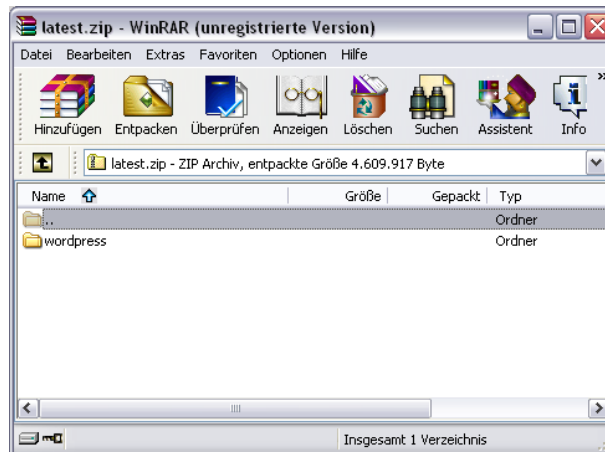 latest.zip - WinRAR (unregistrierte Version)
Datei Bearbeiten Extras Favoriten Optionen Hilfe
Hinzufügen Entpacken Überprüfen Anzeigen Löschen Suchen Assistent Info
latest.zip - ZIP Archiv, entpackte Größe 4.609.917 Byte
Name Größe Gepackt Typ
.. Ordner
wordpress Ordner
Insgesamt 1 Verzeichnis